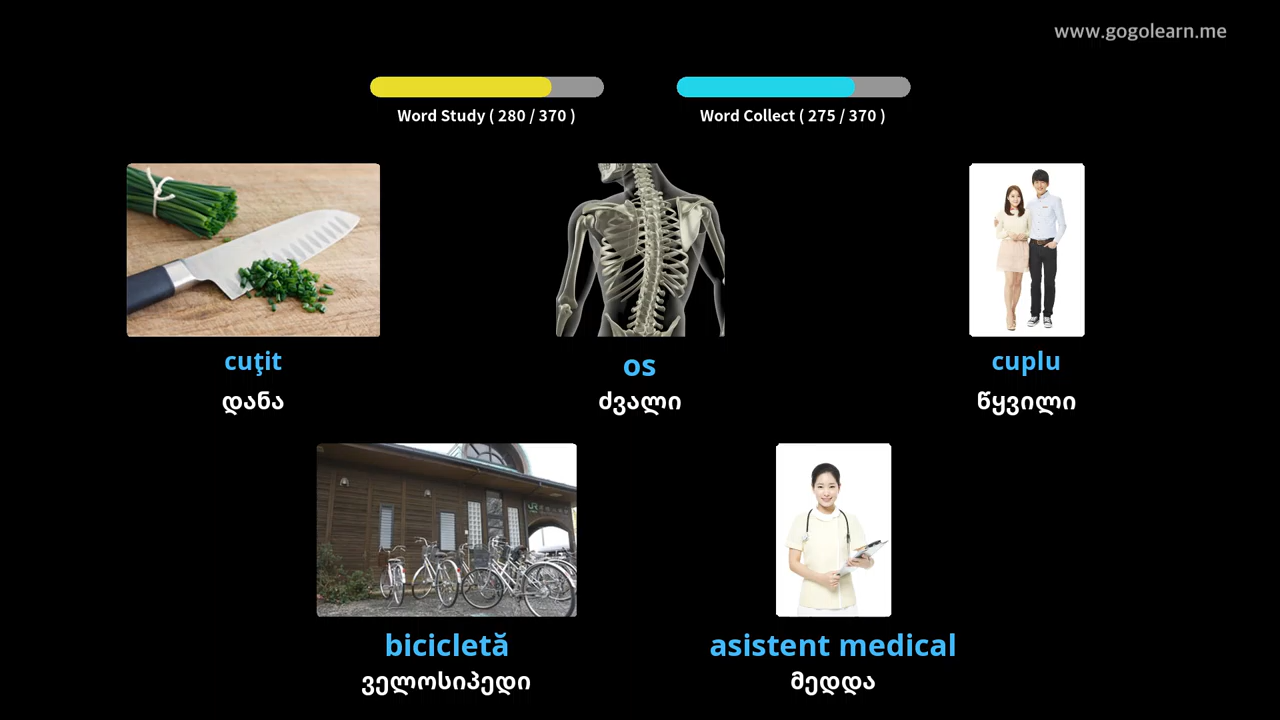 www.gogolearn.me
Word Study ( 280 / 370 )
Word Collect ( 275 / 370 )
cuţit
os
cuplu
დანა
ძვალი
წყვილი
bicicletă
asistent medical
ველოსიპედი
მედდა